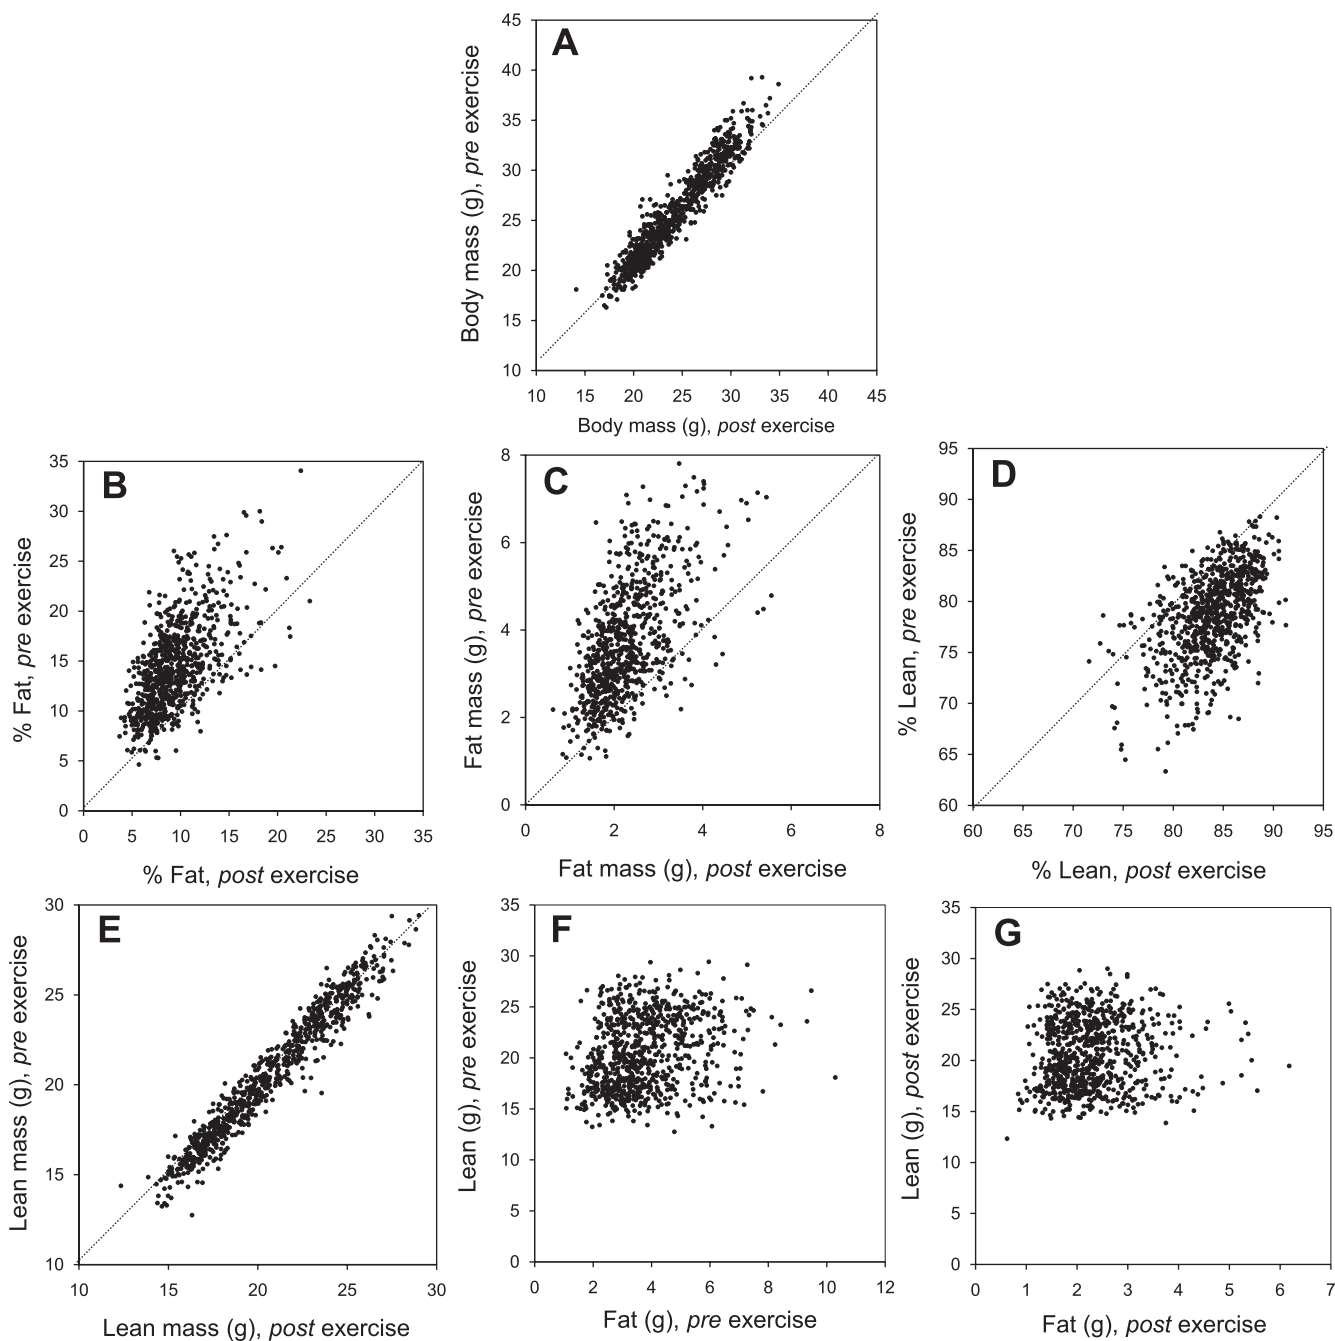 A
Body mass (g), pre exercise
45
40
35
30
25
20
15
10
10 15 20 25 30 35 40 45
Body mass (g), post exercise
B
% Fat, pre exercise
35
30
25
20
15
10
5
0
0 5 10 15 20 25 30 35
% Fat, post exercise
C
Fat mass (g), pre exercise
8
6
4
2
0
0 2 4 6 8
Fat mass (g), post exercise
D
% Lean, pre exercise
95
90
85
80
75
70
65
60
60 65 70 75 80 85 90 95
% Lean, post exercise
E
Lean mass (g), pre exercise
30
25
20
15
10
10 15 20 25 30
Lean mass (g), post exercise
F
Lean (g), pre exercise
35
30
25
20
15
10
5
0
0 2 4 6 8 10 12
Fat (g), pre exercise
G
Lean (g), post exercise
35
30
25
20
15
10
5
0
0 1 2 3 4 5 6 7
Fat (g), post exercise